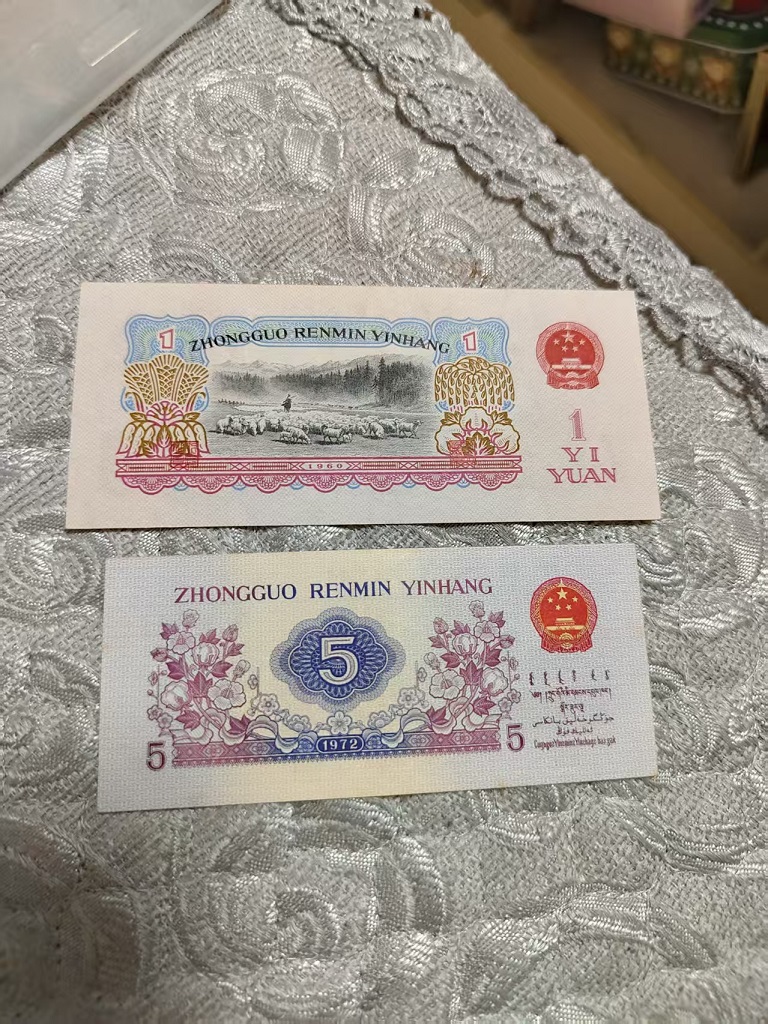 1
ZHONGGUO RENMIN YINHANG
1
1
YI
YUAN
1960
ZHONGGUO RENMIN YINHANG
5
5
1972
5